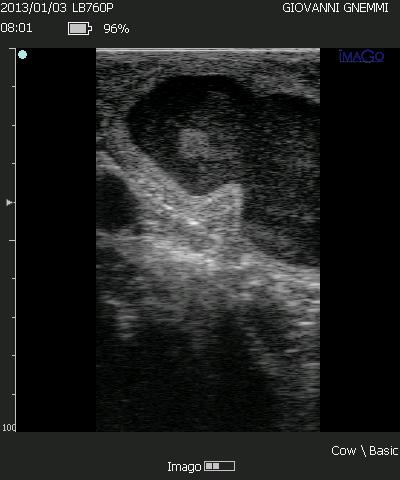 2013/01/03 LB760P GIOVANNI GNEMMI
08:01 96%
iMAGO
100
Cow \ Basic
Imago